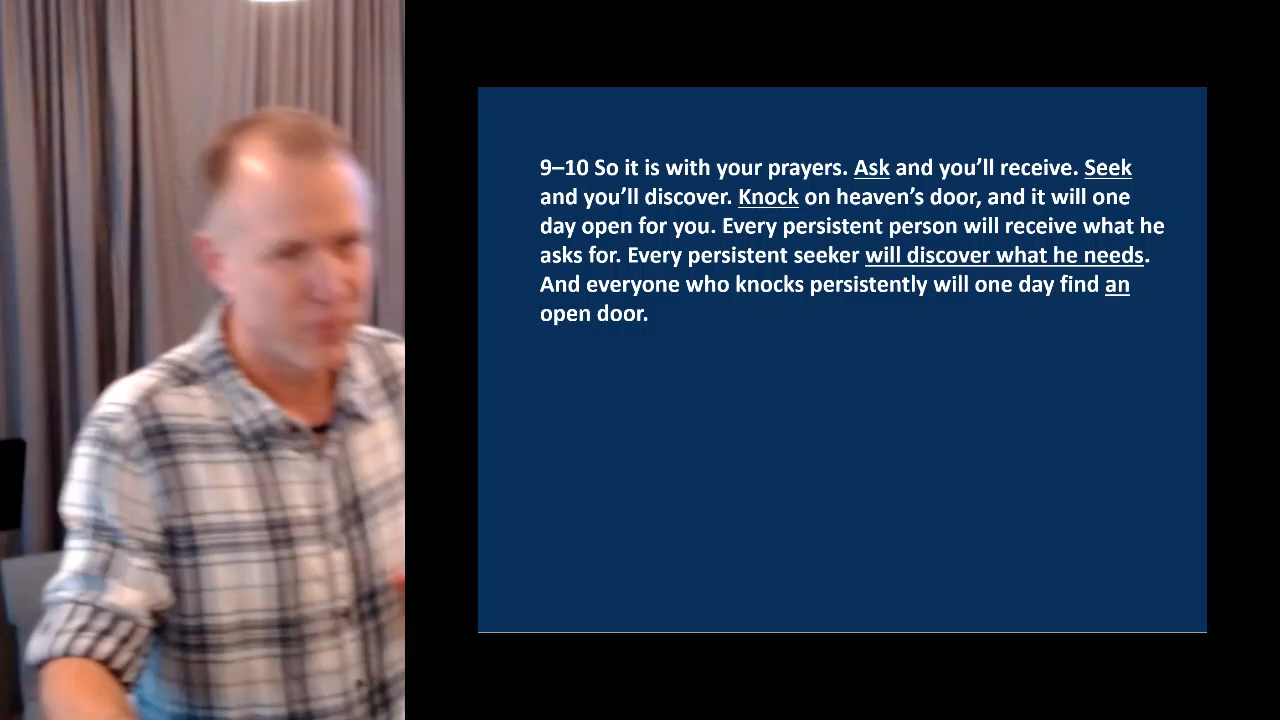 9–10 So it is with your prayers. Ask and you’ll receive. Seek
and you’ll discover. Knock on heaven’s door, and it will one
day open for you. Every persistent person will receive what he
asks for. Every persistent seeker will discover what he needs.
And everyone who knocks persistently will one day find an
open door.